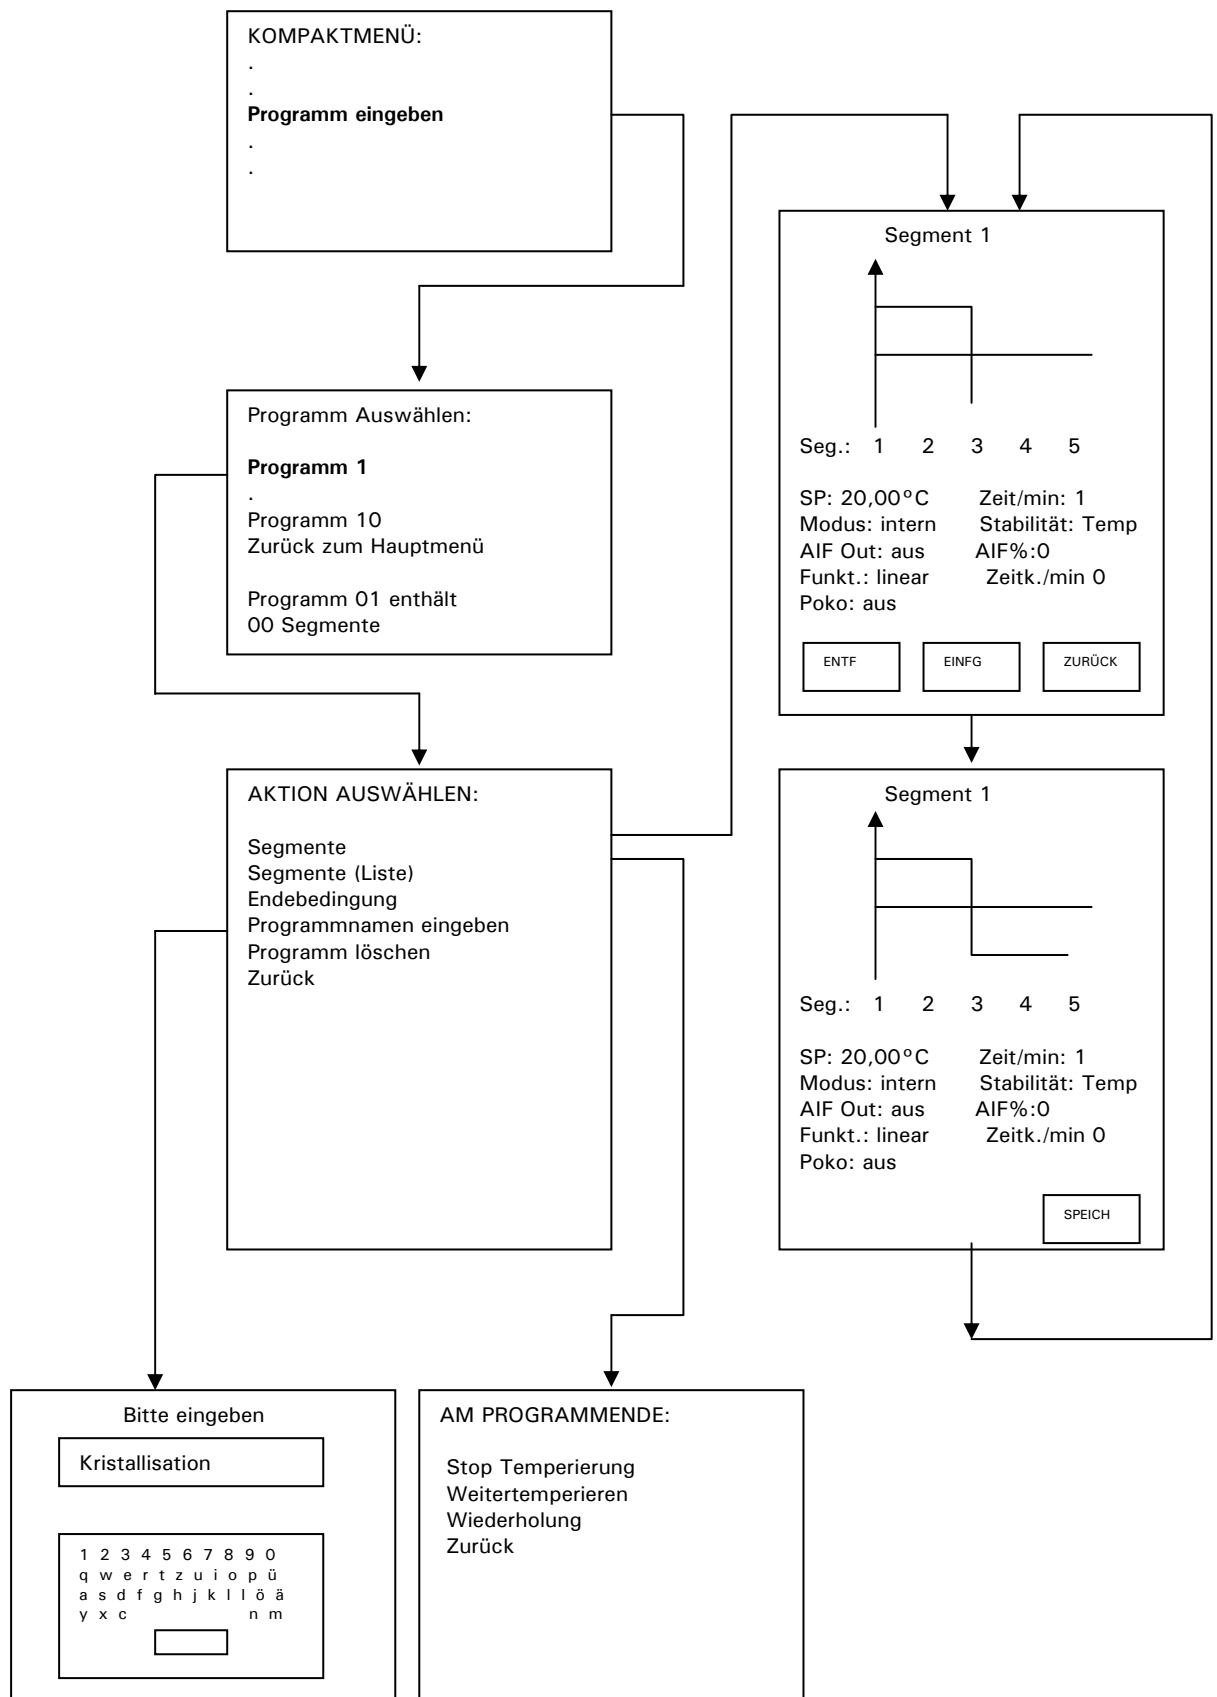 KOMPAKTMENÜ:
.
.
Programm eingeben
.
.
Programm Auswählen:
Programm 1
.
Programm 10
Zurück zum Hauptmenü
Programm 01 enthält
00 Segmente
AKTION AUSWÄHLEN:
Segmente
Segmente (Liste)
Endebedingung
Programmnamen eingeben
Programm löschen
Zurück
Segment 1
Seg.: 1 2 3 4 5
SP: 20,00°C Zeit/min: 1
Modus: intern Stabilität: Temp
AIF Out: aus AIF%:0
Funkt.: linear Zeitk./min 0
Poko: aus
ENTF EINFG ZURÜCK
Segment 1
Seg.: 1 2 3 4 5
SP: 20,00°C Zeit/min: 1
Modus: intern Stabilität: Temp
AIF Out: aus AIF%:0
Funkt.: linear Zeitk./min 0
Poko: aus
SPEICH
Bitte eingeben
Kristallisation
1 2 3 4 5 6 7 8 9 0
q w e r t z u i o p ü
a s d f g h j k l l ö ä
y x c n m
AM PROGRAMMENDE:
Stop Temperierung
Weitertemperieren
Wiederholung
Zurück